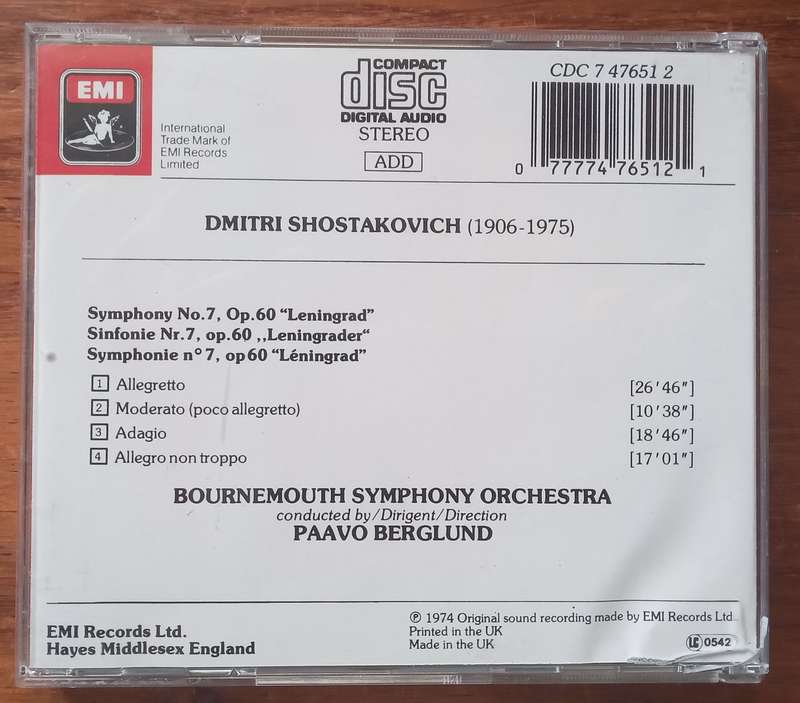 EMI
International
Trade Mark of
EMI Records
Limited
COMPACT
disc
DIGITAL AUDIO
STEREO
ADD
CDC 7 47651 2
0 77774 76512 1
DMITRI SHOSTAKOVICH (1906-1975)
Symphony No.7, Op.60 “Leningrad”
Sinfonie Nr.7, op.60 ,,Leningrader“
Symphonie n° 7, op 60 “Léningrad”
1 Allegretto [26′46″]
2 Moderato (poco allegretto) [10′38″]
3 Adagio [18′46″]
4 Allegro non troppo [17′01″]
BOURNEMOUTH SYMPHONY ORCHESTRA
conducted by/Dirigent/Direction
PAAVO BERGLUND
EMI Records Ltd.
Hayes Middlesex England
℗ 1974 Original sound recording made by EMI Records Ltd.
Printed in the UK
Made in the UK
LC 0542